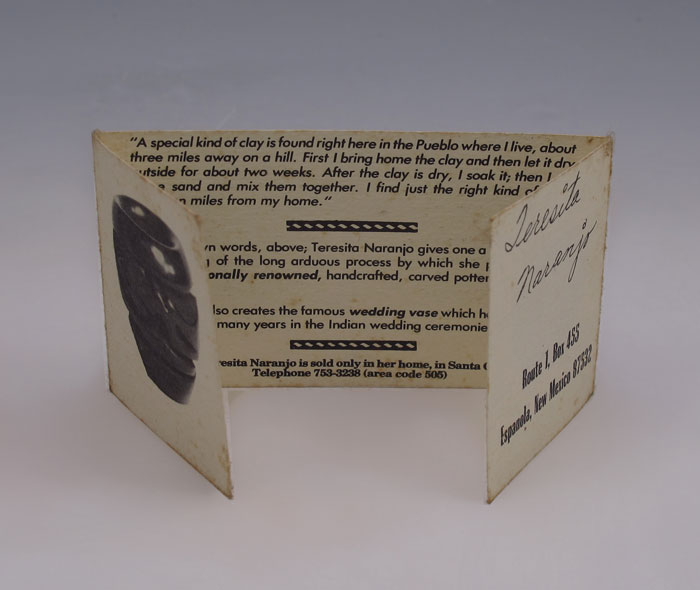 "A special kind of clay is found right here in the Pueblo where I live, about
three miles away on a hill. First I bring home the clay and then let it dry
outside for about two weeks. After the clay is dry, I soak it; then I
sand and mix them together. I find just the right kind of
miles from my home."
words, above; Teresita Naranjo gives one a
of the long arduous process by which she
renowned, handcrafted, carved
creates the famous wedding vase which
many years in the Indian wedding
Naranjo is sold only in her home, in Santa
Telephone 753-3238 (area code 505)
Teresita
Naranjo
Route 1, Box 455
Espanola, New Mexico 87532